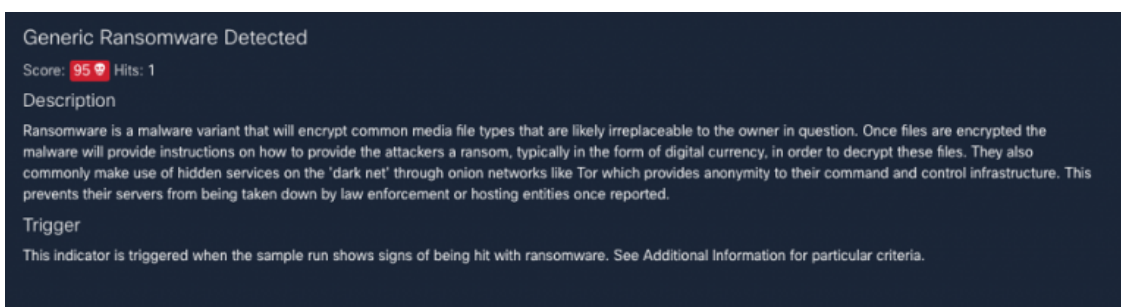 Generic Ransomware Detected
Score: 95 Hits: 1
Description
Ransomware is a malware variant that will encrypt common media file types that are likely irreplaceable to the owner in question. Once files are encrypted the
malware will provide instructions on how to provide the attackers a ransom, typically in the form of digital currency, in order to decrypt these files. They also
commonly make use of hidden services on the 'dark net' through onion networks like Tor which provides anonymity to their command and control infrastructure. This
prevents their servers from being taken down by law enforcement or hosting entities once reported.
Trigger
This indicator is triggered when the sample run shows signs of being hit with ransomware. See Additional Information for particular criteria.